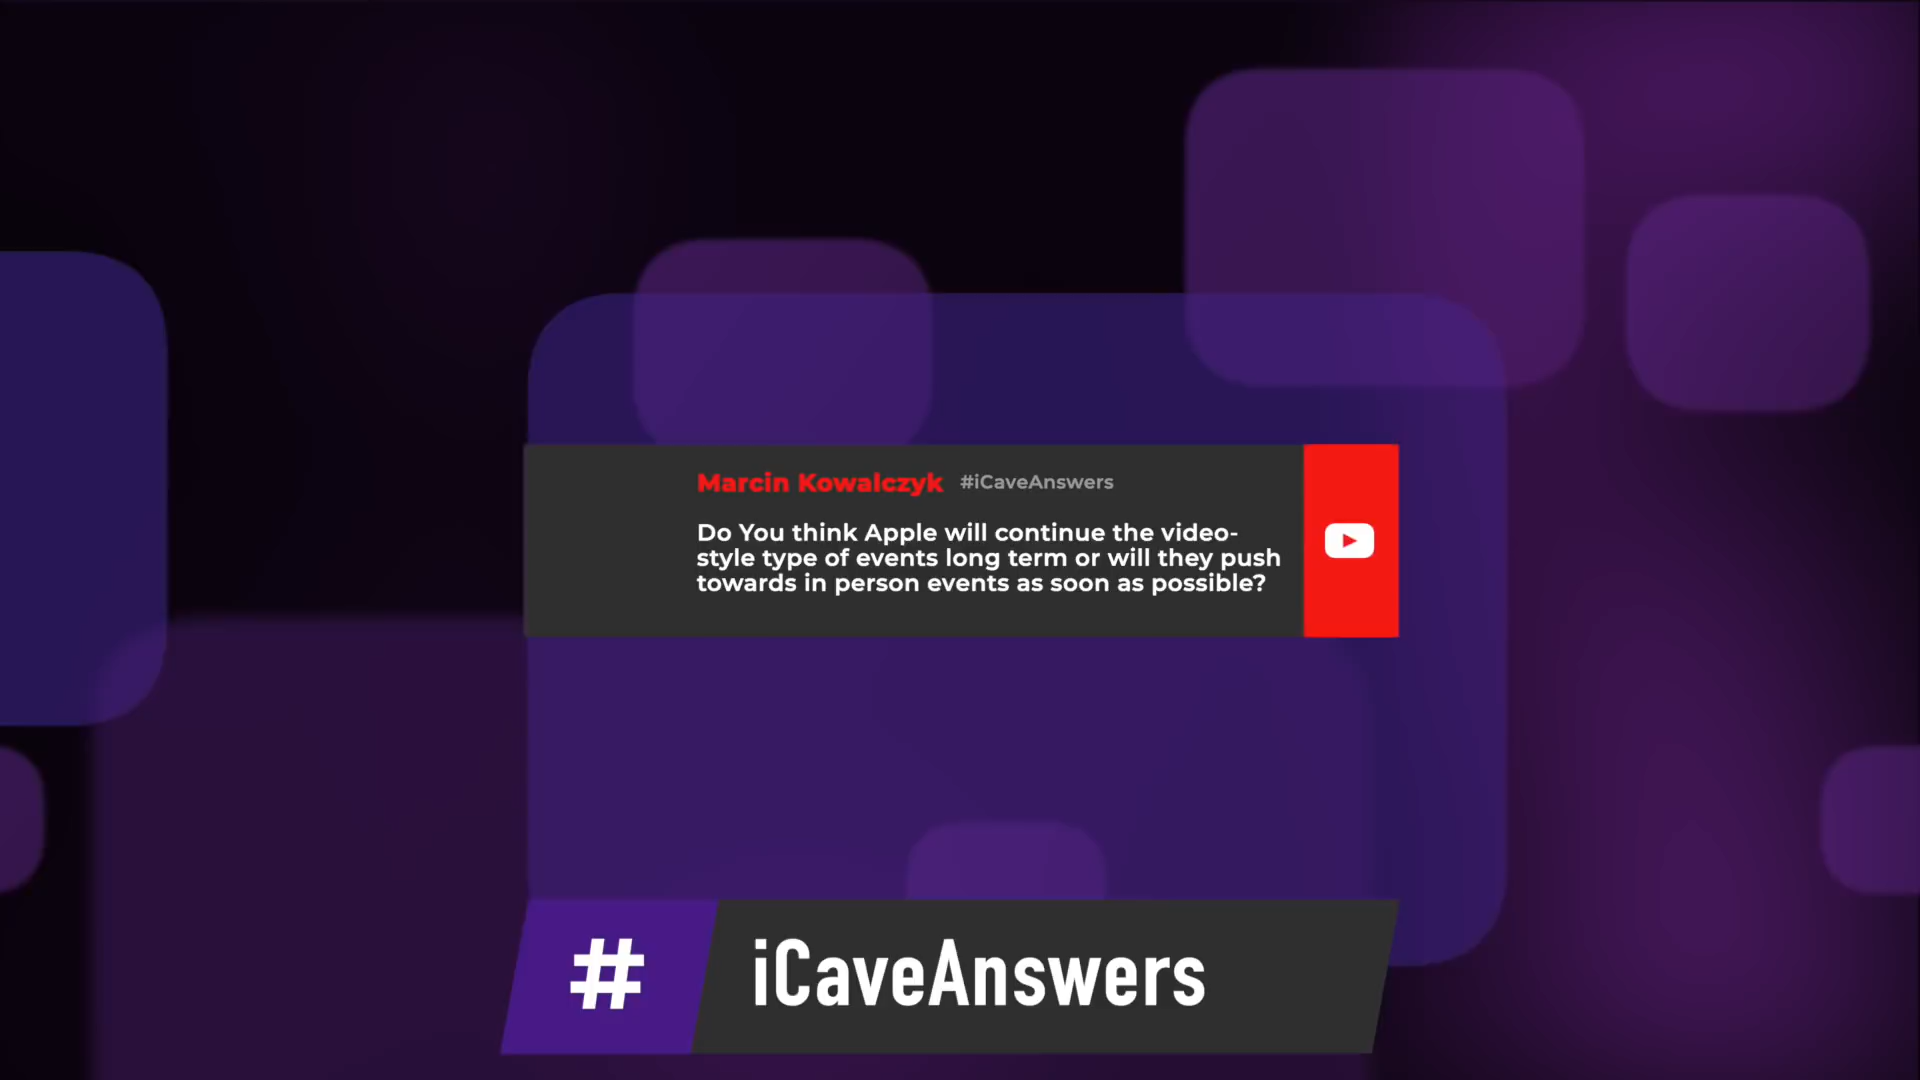 Marcin Kowalczyk #iCaveAnswers
Do You think Apple will continue the video-
style type of events long term or will they push
towards in person events as soon as possible?
# iCaveAnswers